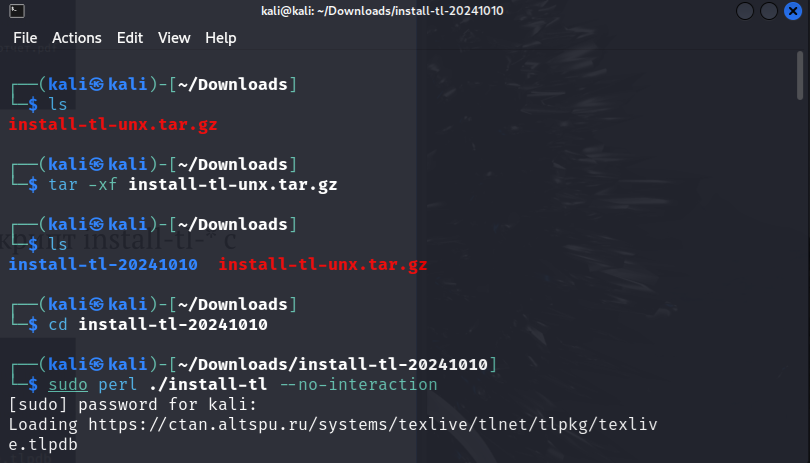 kali@kali: ~/Downloads/install-tl-20241010
File Actions Edit View Help
┌──(kali㉿kali)-[~/Downloads]
└─$ ls
install-tl-unx.tar.gz
┌──(kali㉿kali)-[~/Downloads]
└─$ tar -xf install-tl-unx.tar.gz
┌──(kali㉿kali)-[~/Downloads]
└─$ ls
install-tl-20241010 install-tl-unx.tar.gz
┌──(kali㉿kali)-[~/Downloads]
└─$ cd install-tl-20241010
┌──(kali㉿kali)-[~/Downloads/install-tl-20241010]
└─$ sudo perl ./install-tl --no-interaction
[sudo] password for kali:
Loading https://ctan.altspu.ru/systems/texlive/tlnet/tlpkg/texliv
e.tlpdb
install-tl-* с